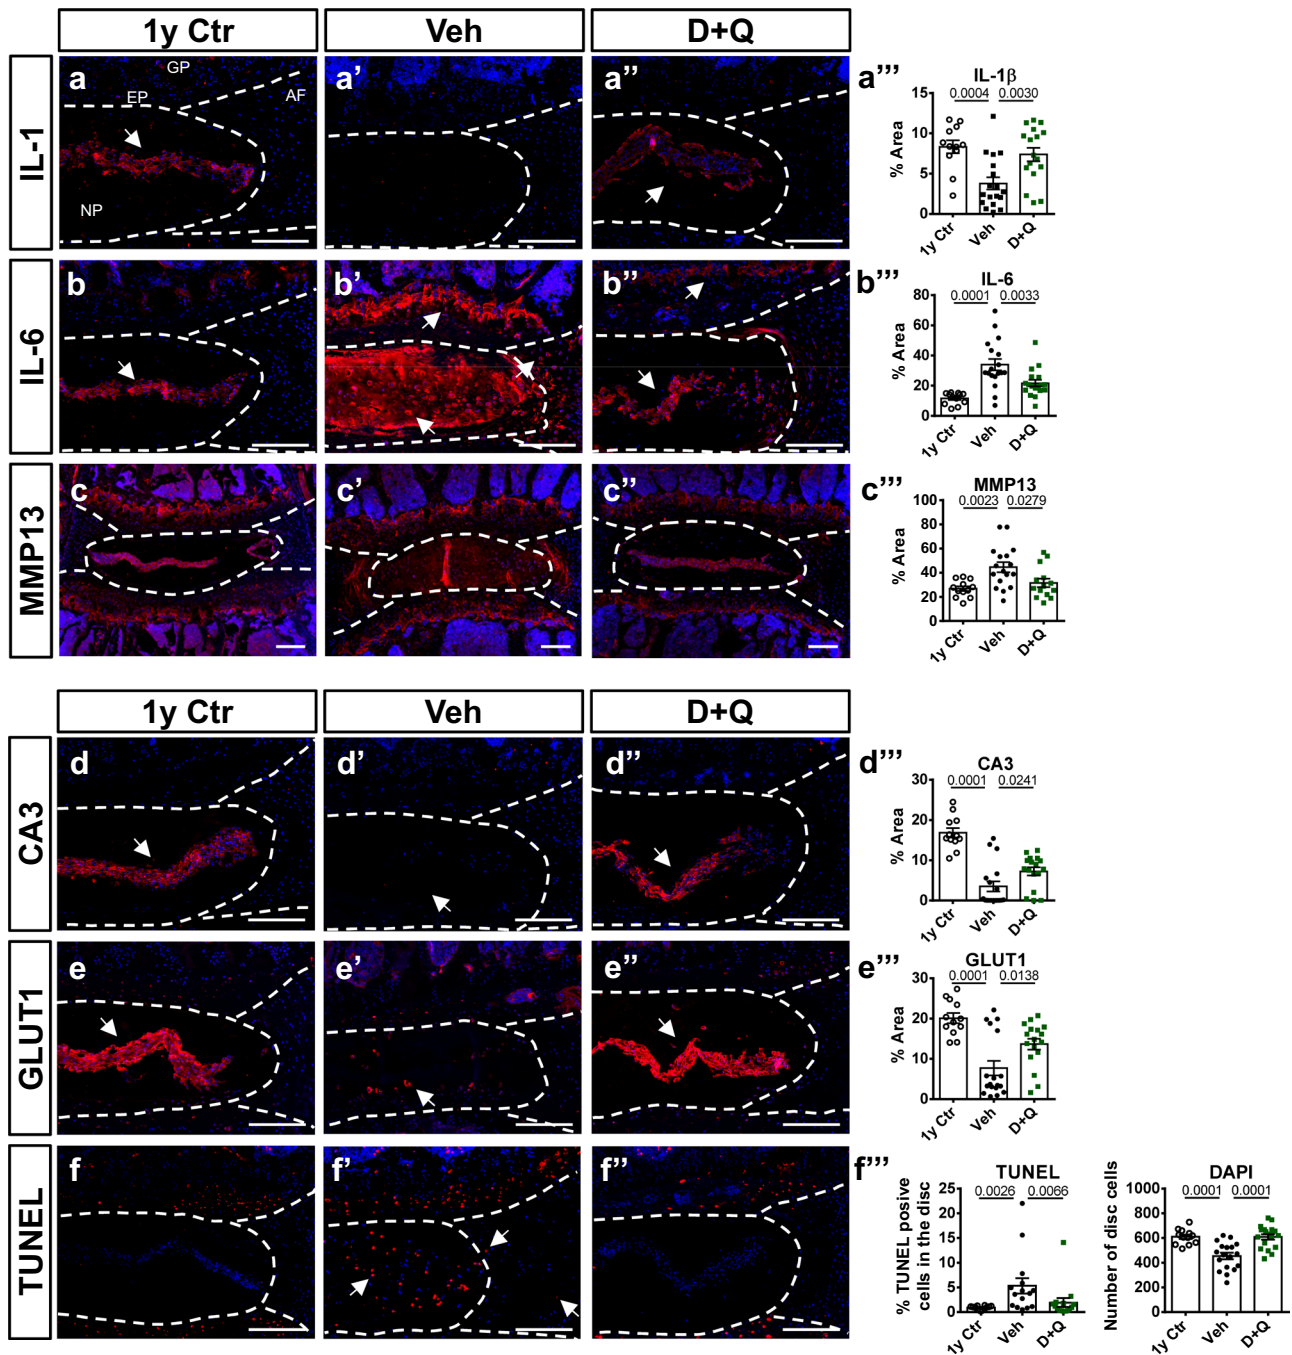 1y Ctr Veh D+Q
IL-1
a GP EP AF NP
a'
a''
a'''
IL-1β
0.0004 0.0030
% Area
15
10
5
0
1y Ctr Veh D+Q
IL-6
b
b'
b''
b'''
IL-6
0.0001 0.0033
% Area
80
60
40
20
0
1y Ctr Veh D+Q
MMP13
c
c'
c''
c'''
MMP13
0.0023 0.0279
% Area
100
80
60
40
20
0
1y Ctr Veh D+Q
1y Ctr Veh D+Q
CA3
d
d'
d''
d'''
CA3
0.0001 0.0241
% Area
30
20
10
0
1y Ctr Veh D+Q
GLUT1
e
e'
e''
e'''
GLUT1
0.0001 0.0138
% Area
30
20
10
0
1y Ctr Veh D+Q
TUNEL
f
f'
f''
f'''
TUNEL
0.0026 0.0066
% TUNEL posive
cells in the disc
25
20
15
10
5
0
1y Ctr Veh D+Q
DAPI
0.0001 0.0001
Number of disc cells
1000
800
600
400
200
0
1y Ctr Veh D+Q